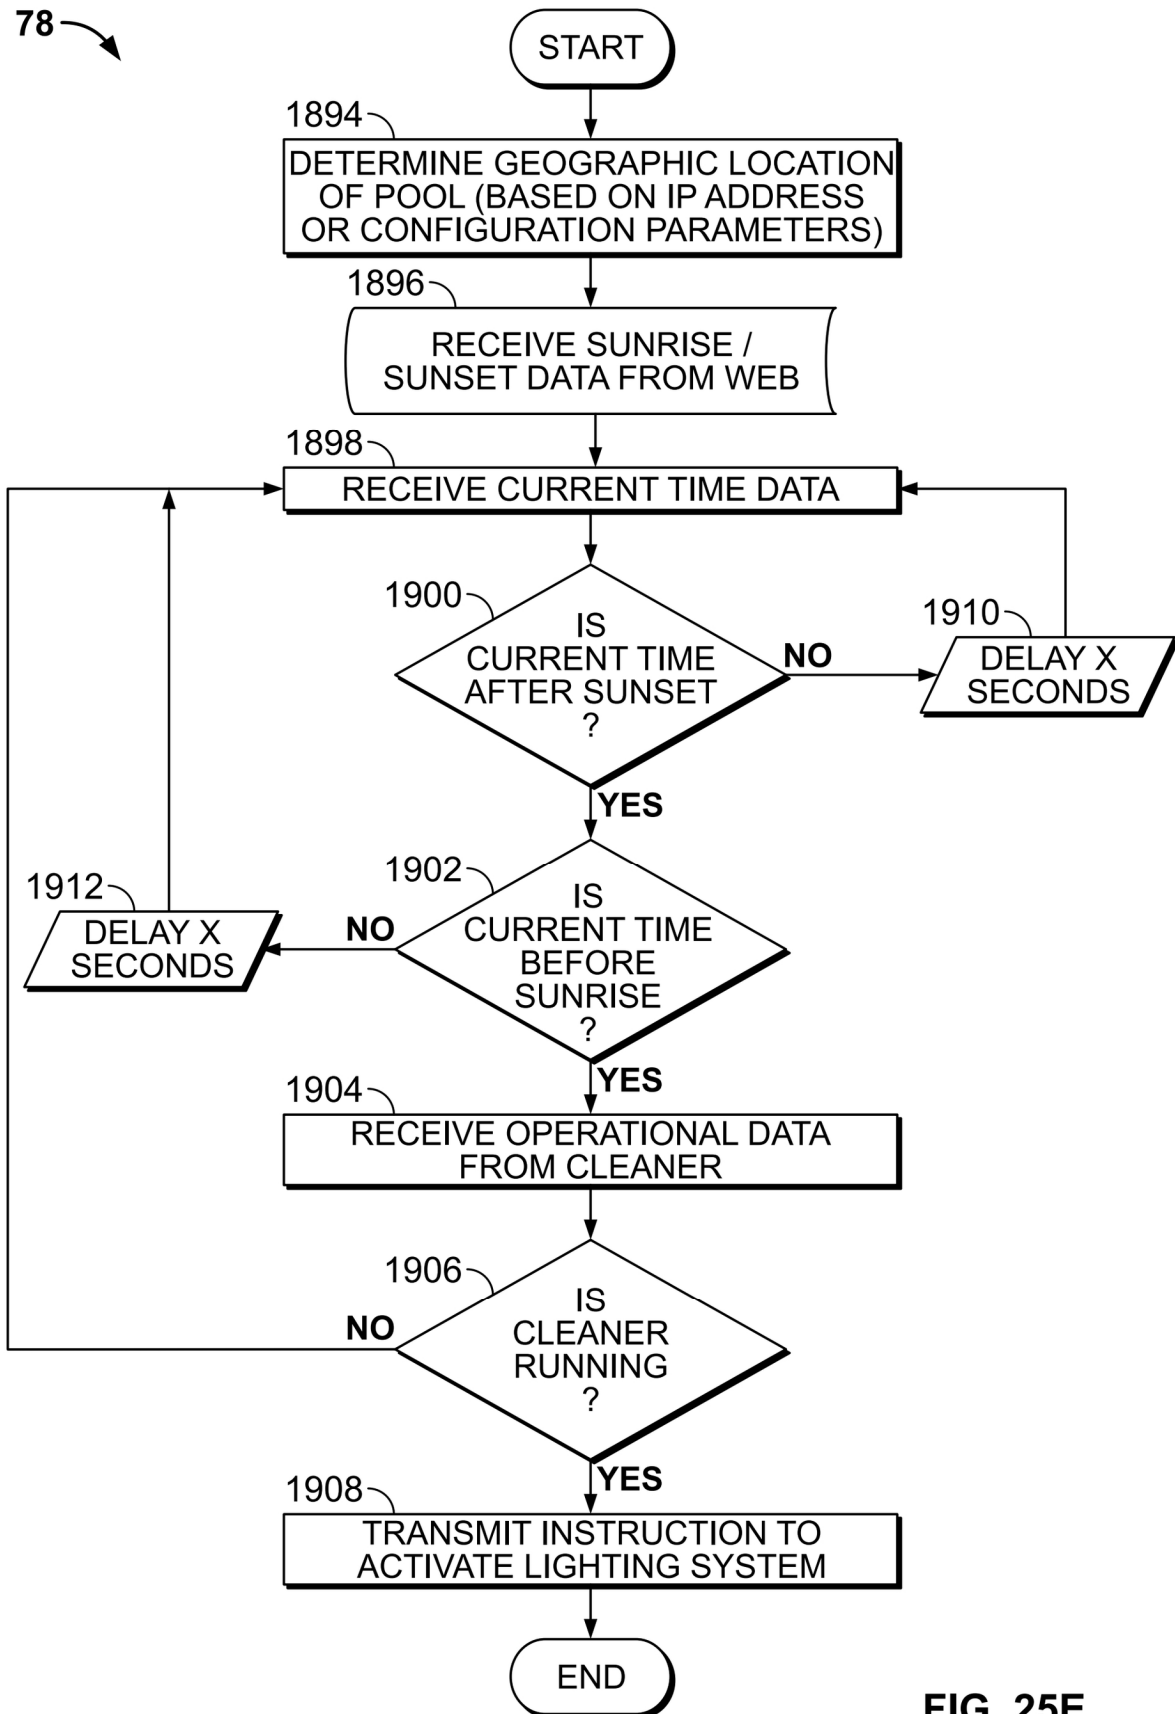 78
START
1894
DETERMINE GEOGRAPHIC LOCATION
OF POOL (BASED ON IP ADDRESS
OR CONFIGURATION PARAMETERS)
1896
RECEIVE SUNRISE /
SUNSET DATA FROM WEB
1898
RECEIVE CURRENT TIME DATA
1900
IS
CURRENT TIME
AFTER SUNSET
?
NO
1910
DELAY X
SECONDS
YES
1902
IS
CURRENT TIME
BEFORE
SUNRISE
?
NO
1912
DELAY X
SECONDS
YES
1904
RECEIVE OPERATIONAL DATA
FROM CLEANER
1906
IS
CLEANER
RUNNING
?
NO
YES
1908
TRANSMIT INSTRUCTION TO
ACTIVATE LIGHTING SYSTEM
END
FIG. 25E